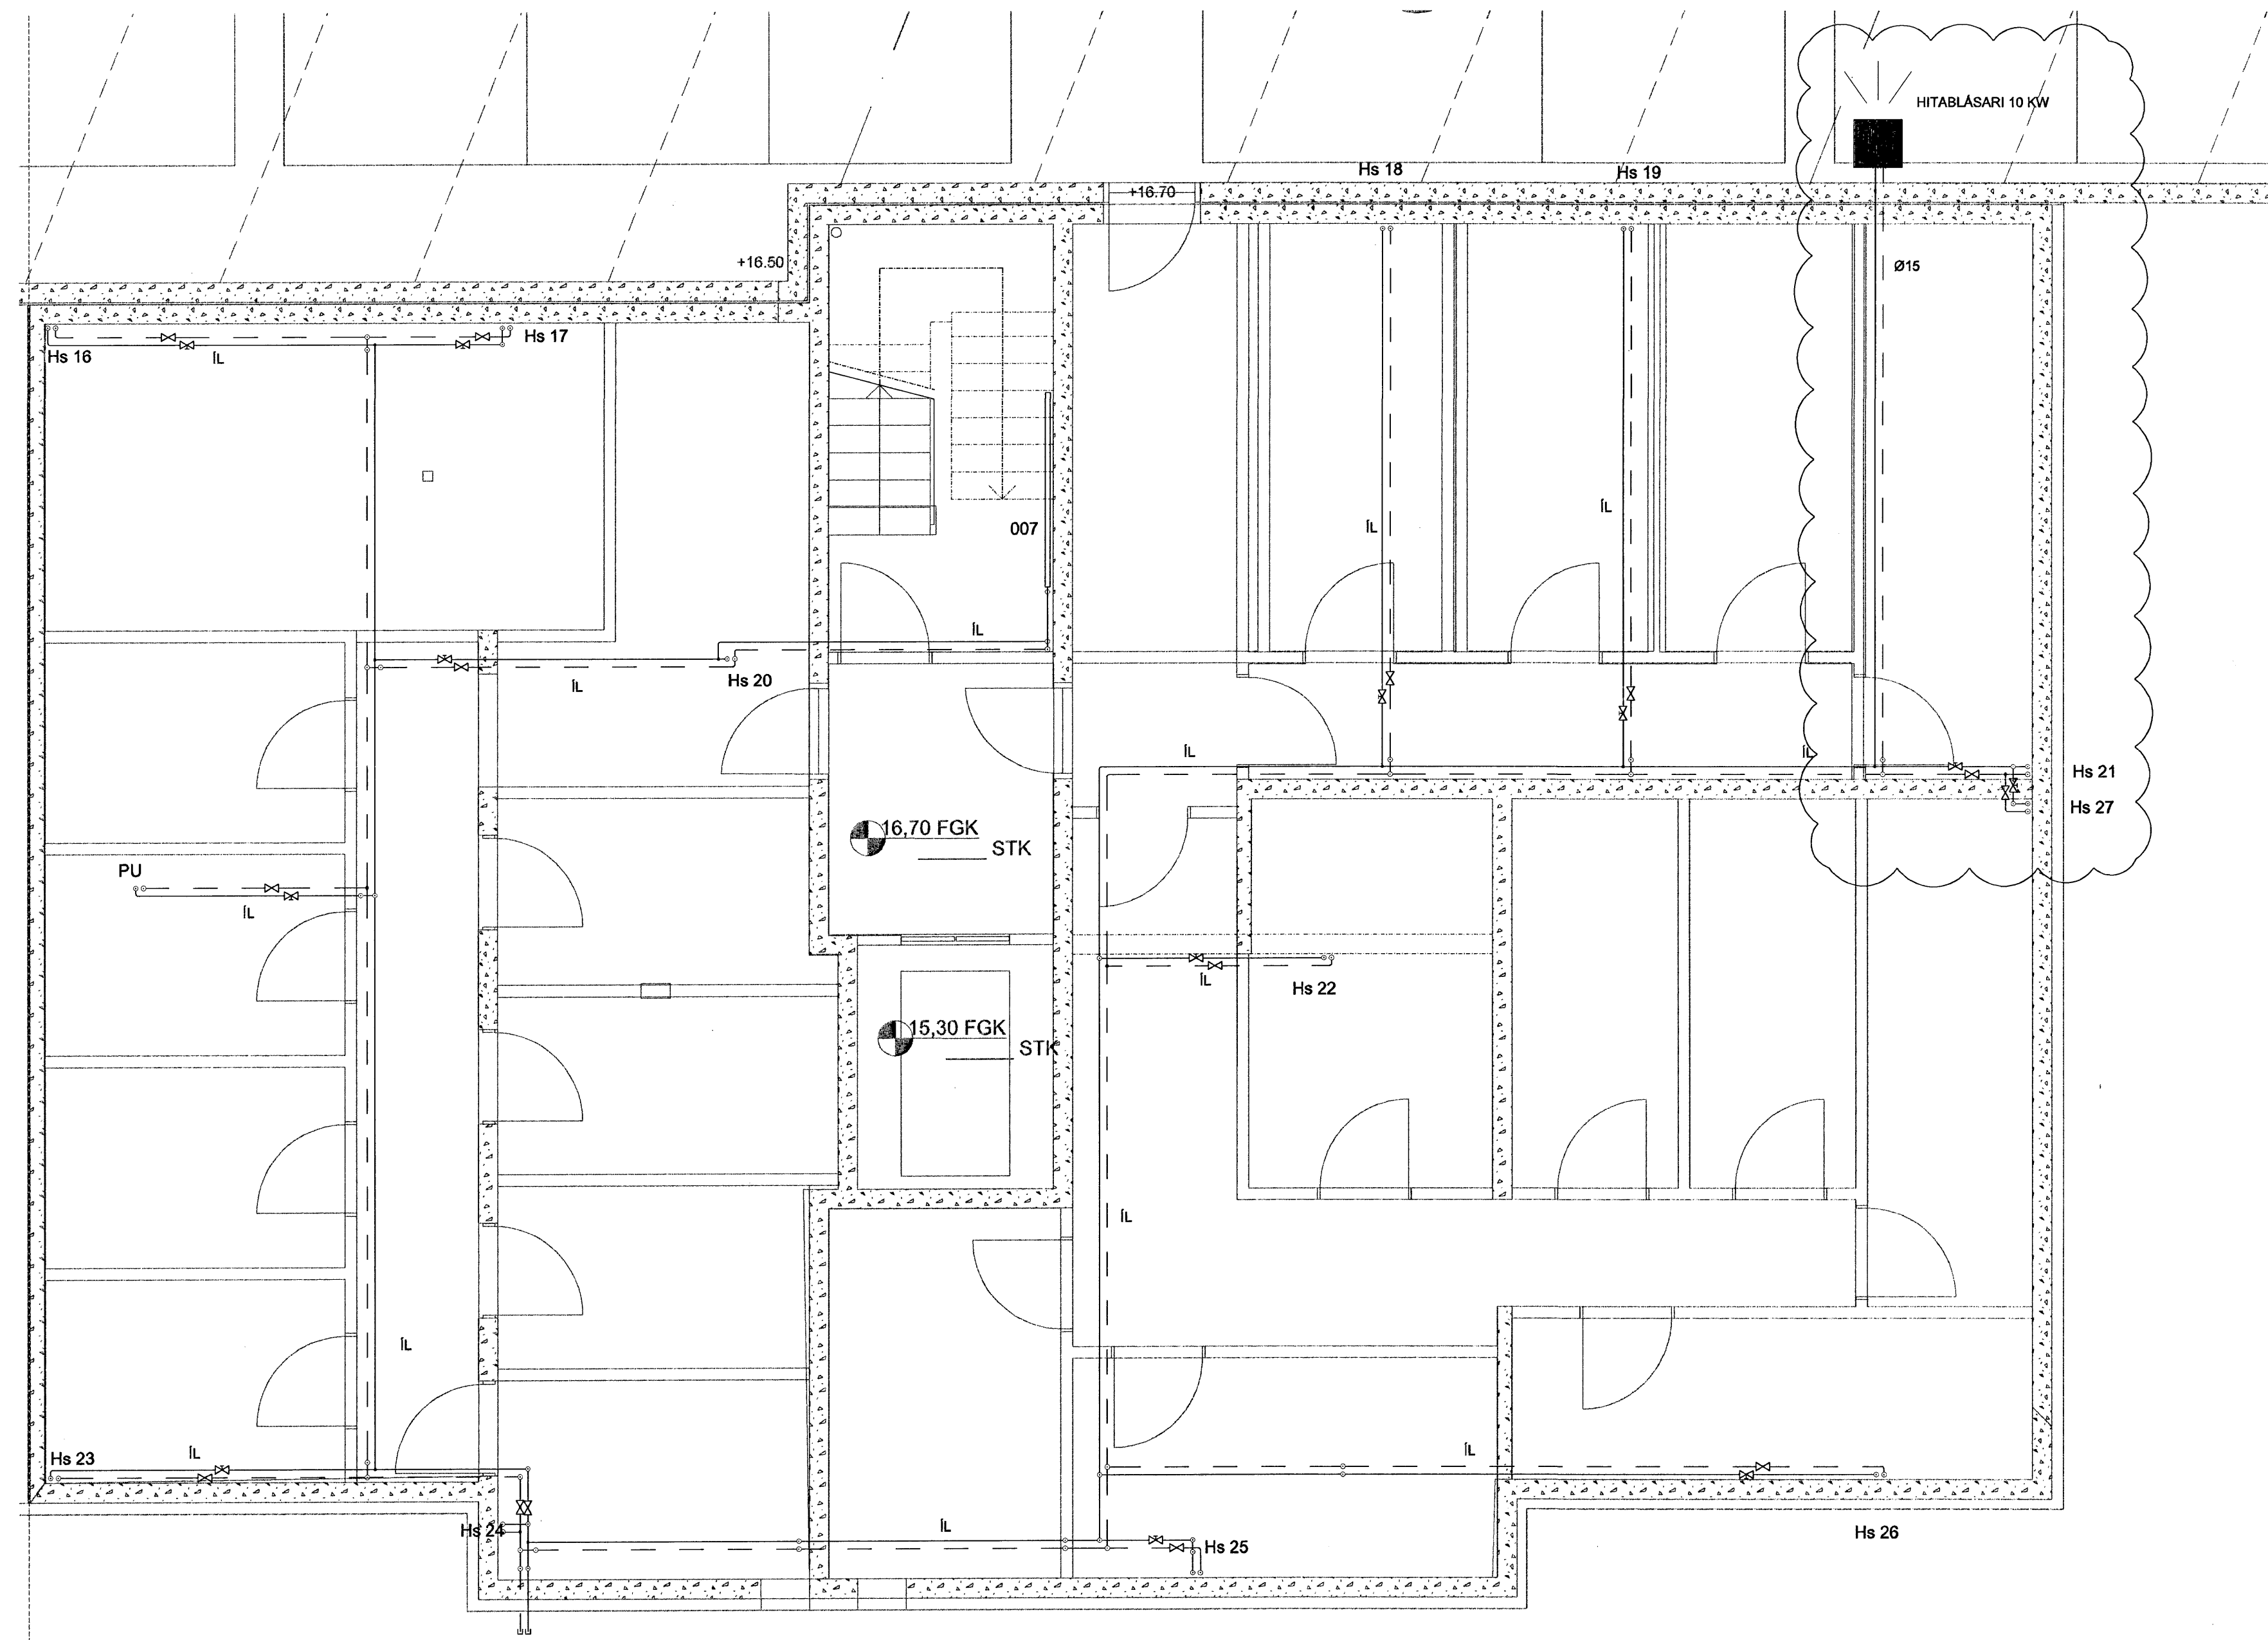 HITABLÁSARI 10 KW
Hs 18
Hs 19
+16.70
+16.50
Ø15
Hs 16
ÍL
Hs 17
007
ÍL
ÍL
ÍL
Hs 20
ÍL
ÍL
ÍL
Hs 21
Hs 27
16,70 FGK
STK
PU
ÍL
ÍL
Hs 22
15,30 FGK
STK
ÍL
ÍL
Hs 23
ÍL
ÍL
Hs 24
ÍL
Hs 25
Hs 26